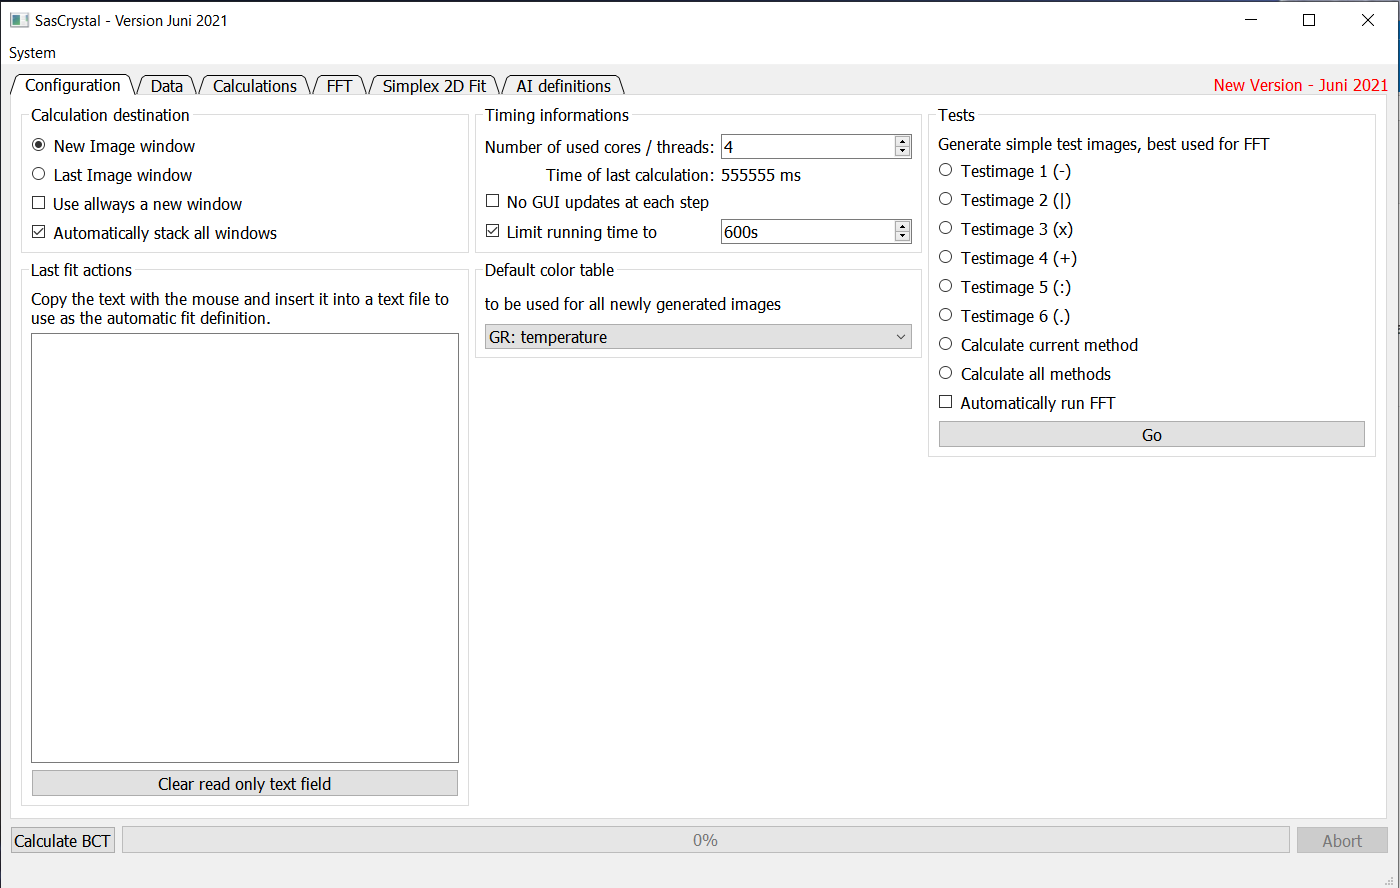 SasCrystal - Version Juni 2021
System
Configuration
Data
Calculations
FFT
Simplex 2D Fit
AI definitions
New Version - Juni 2021
Calculation destination
New Image window
Last Image window
Use allways a new window
Automatically stack all windows
Last fit actions
Copy the text with the mouse and insert it into a text file to
use as the automatic fit definition.
Clear read only text field
Timing informations
Number of used cores / threads: 4
Time of last calculation: 555555 ms
No GUI updates at each step
Limit running time to 600s
Default color table
to be used for all newly generated images
GR: temperature
Tests
Generate simple test images, best used for FFT
Testimage 1 (-)
Testimage 2 (|)
Testimage 3 (x)
Testimage 4 (+)
Testimage 5 (:)
Testimage 6 (.)
Calculate current method
Calculate all methods
Automatically run FFT
Go
Calculate BCT
0%
Abort